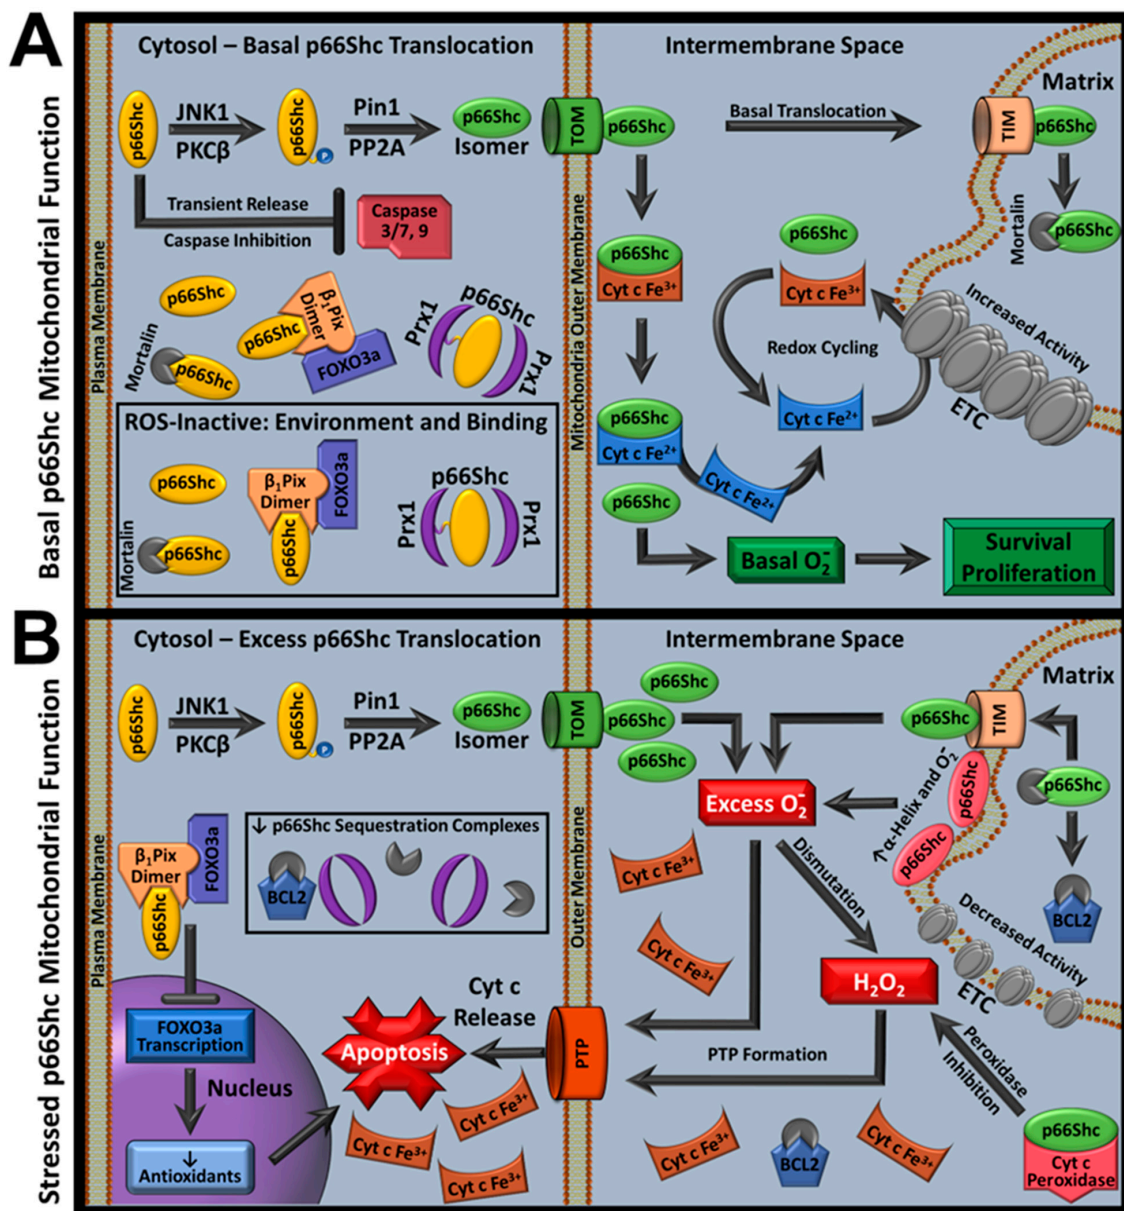 A
Basal p66Shc Mitochondrial Function
Cytosol – Basal p66Shc Translocation
Intermembrane Space
Matrix
Plasma Membrane
Mitochondria Outer Membrane
p66Shc
JNK1
PKCβ
p66Shc
P
Pin1
PP2A
p66Shc
Isomer
TOM
p66Shc
Basal Translocation
TIM
p66Shc
Mortalin
p66Shc
Transient Release
Caspase Inhibition
Caspase
3/7, 9
p66Shc
Mortalin
p66Shc
p66Shc
β₁Pix
Dimer
FOXO3a
Prx1
p66Shc
Prx1
ROS-Inactive: Environment and Binding
p66Shc
Mortalin
p66Shc
β₁Pix
Dimer
p66Shc
FOXO3a
Prx1
p66Shc
Prx1
p66Shc
Cyt c Fe³⁺
p66Shc
Cyt c Fe²⁺
Cyt c Fe²⁺
p66Shc
p66Shc
Cyt c Fe³⁺
Redox Cycling
Cyt c Fe²⁺
Increased Activity
ETC
Basal O₂⁻
Survival
Proliferation
B
Stressed p66Shc Mitochondrial Function
Cytosol – Excess p66Shc Translocation
Intermembrane Space
Matrix
Plasma Membrane
Outer Membrane
p66Shc
JNK1
PKCβ
p66Shc
P
Pin1
PP2A
p66Shc
Isomer
TOM
p66Shc
p66Shc
p66Shc
p66Shc
TIM
p66Shc
p66Shc
p66Shc
↑α-Helix and O₂⁻
BCL2
Excess O₂⁻
Dismutation
H₂O₂
Decreased Activity
ETC
Peroxidase
Inhibition
p66Shc
Cyt c
Peroxidase
PTP Formation
PTP
Cyt c
Release
Apoptosis
β₁Pix
Dimer
p66Shc
FOXO3a
↓ p66Shc Sequestration Complexes
BCL2
FOXO3a
Transcription
Nucleus
↓
Antioxidants
Cyt c Fe³⁺
Cyt c Fe³⁺
Cyt c Fe³⁺
Cyt c Fe³⁺
Cyt c Fe³⁺
Cyt c Fe³⁺
BCL2
Cyt c Fe³⁺